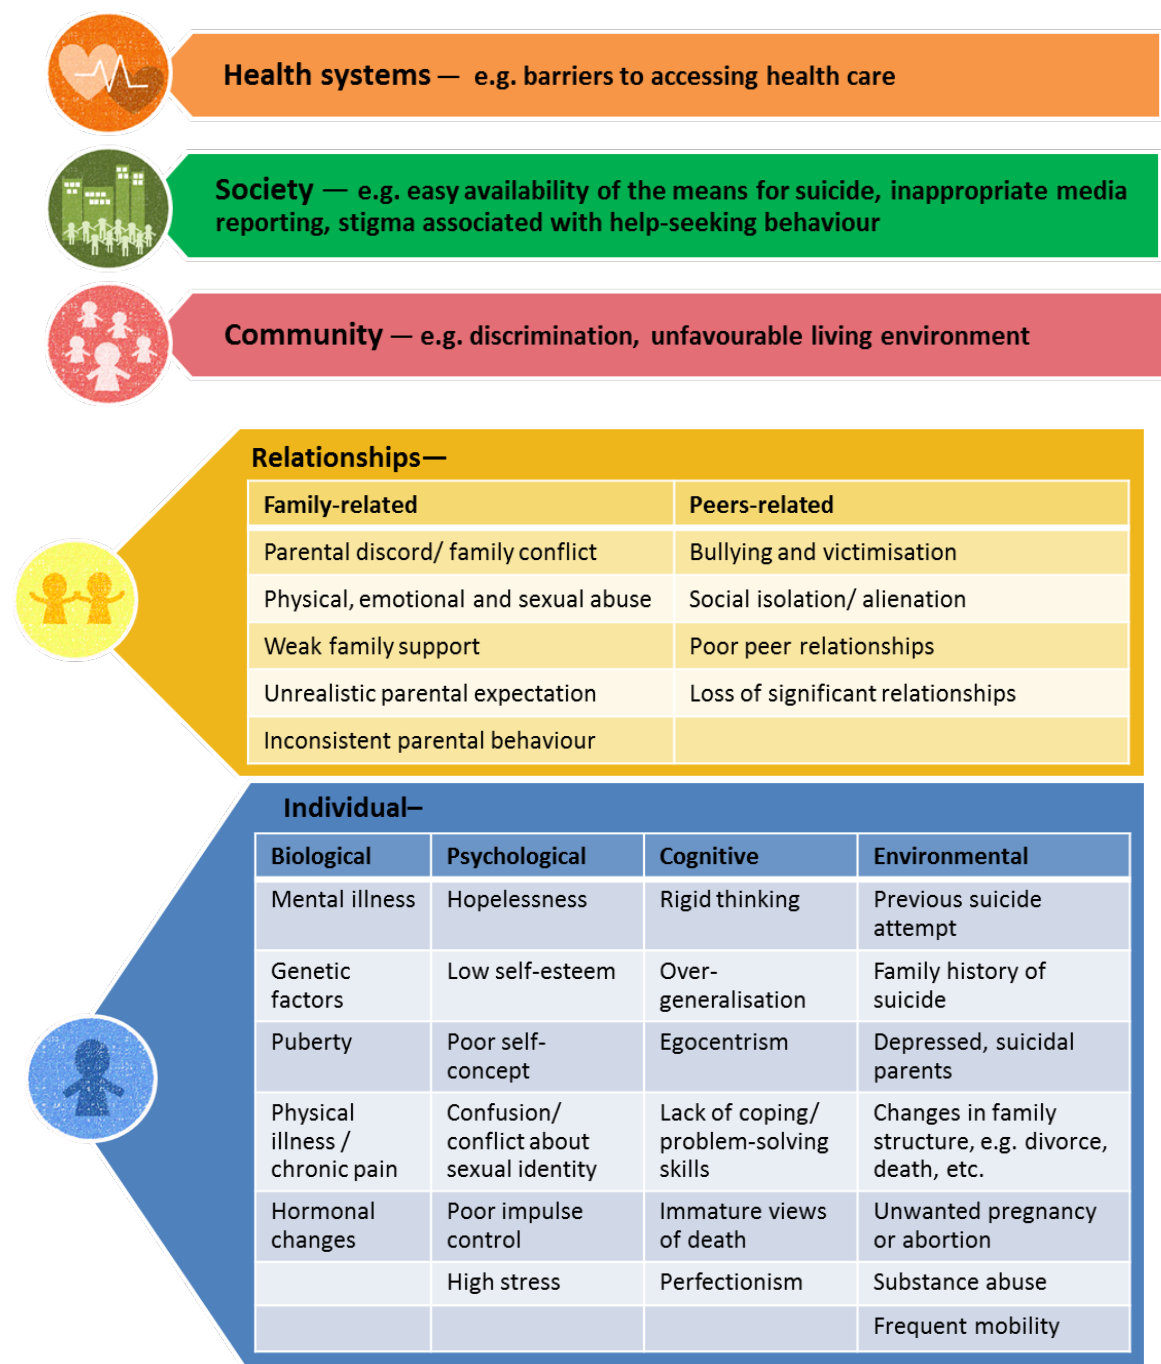 Health systems — e.g. barriers to accessing health care
Society — e.g. easy availability of the means for suicide, inappropriate media
reporting, stigma associated with help-seeking behaviour
Community — e.g. discrimination, unfavourable living environment
Relationships—
Family-related Peers-related
Parental discord/ family conflict Bullying and victimisation
Physical, emotional and sexual abuse Social isolation/ alienation
Weak family support Poor peer relationships
Unrealistic parental expectation Loss of significant relationships
Inconsistent parental behaviour
Individual–
Biological Psychological Cognitive Environmental
Mental illness Hopelessness Rigid thinking Previous suicide
attempt
Genetic Low self-esteem Over- Family history of
factors generalisation suicide
Puberty Poor self- Egocentrism Depressed, suicidal
concept parents
Physical Confusion/ Lack of coping/ Changes in family
illness / conflict about problem-solving structure, e.g. divorce,
chronic pain sexual identity skills death, etc.
Hormonal Poor impulse Immature views Unwanted pregnancy
changes control of death or abortion
High stress Perfectionism Substance abuse
Frequent mobility